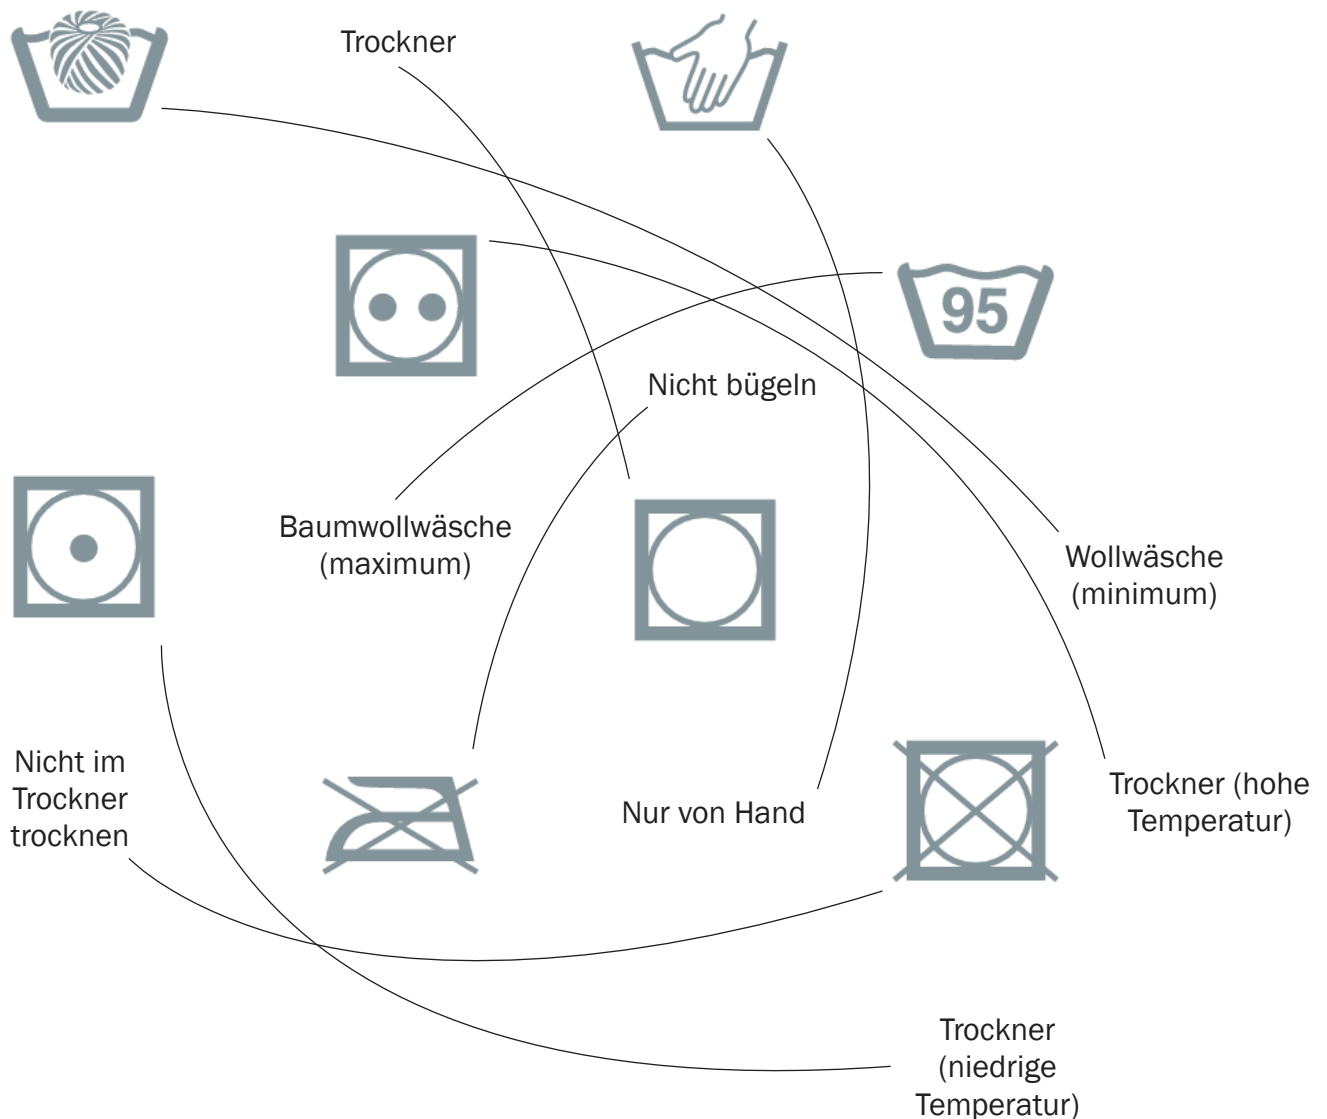 Trockner
95
Nicht bügeln
Baumwollwäsche
(maximum)
Wollwäsche
(minimum)
Nicht im
Trockner
trocknen
Nur von Hand
Trockner (hohe
Temperatur)
Trockner
(niedrige
Temperatur)